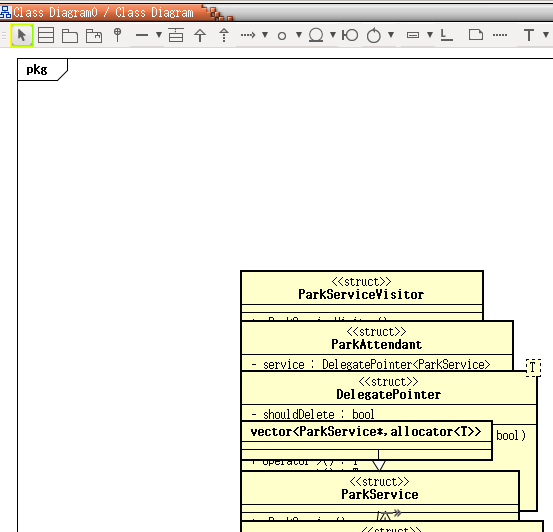 Class Diagram0 / Class Diagram
T
pkg
<<struct>>
ParkServiceVisitor
<<struct>>
ParkAttendant
- service : DelegatePointer<ParkService>
T
<<struct>>
DelegatePointer
- shouldDelete : bool
vector<ParkService*,allocator<T>>
bool)
<<struct>>
ParkService
<<struct>>